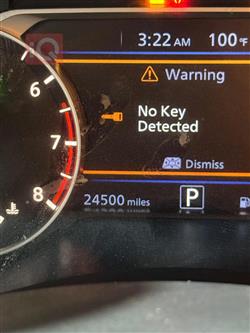 3:22 AM 100°F
Warning
No Key
Detected
Dismiss
24500 miles P
6
7
8